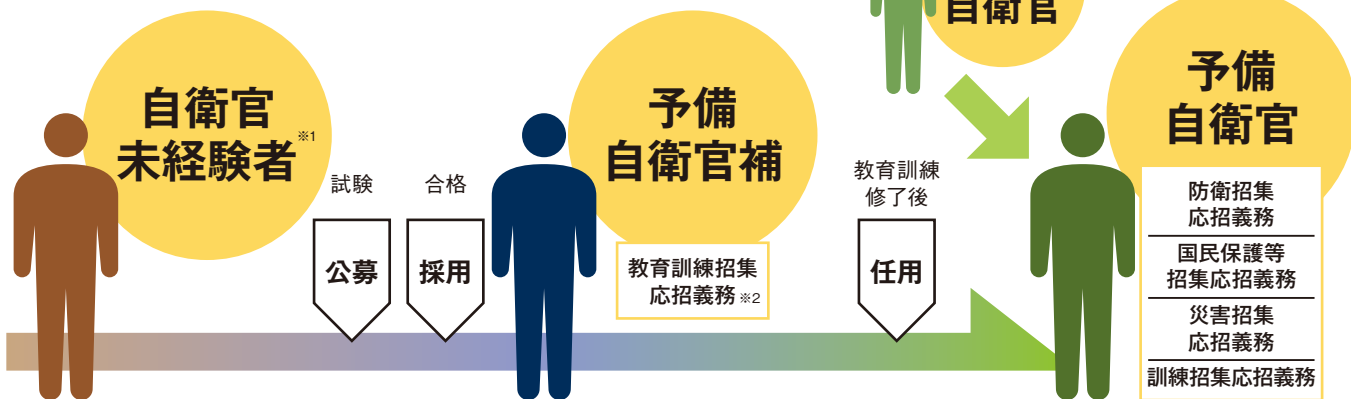 自衛官
未経験者※1
試験
公募
合格
採用
予備
自衛官補
教育訓練招集
応招義務※2
教育訓練
修了後
任用
自衛官
予備
自衛官
防衛招集
応招義務
国民保護等
招集応招義務
災害招集
応招義務
訓練招集応招義務